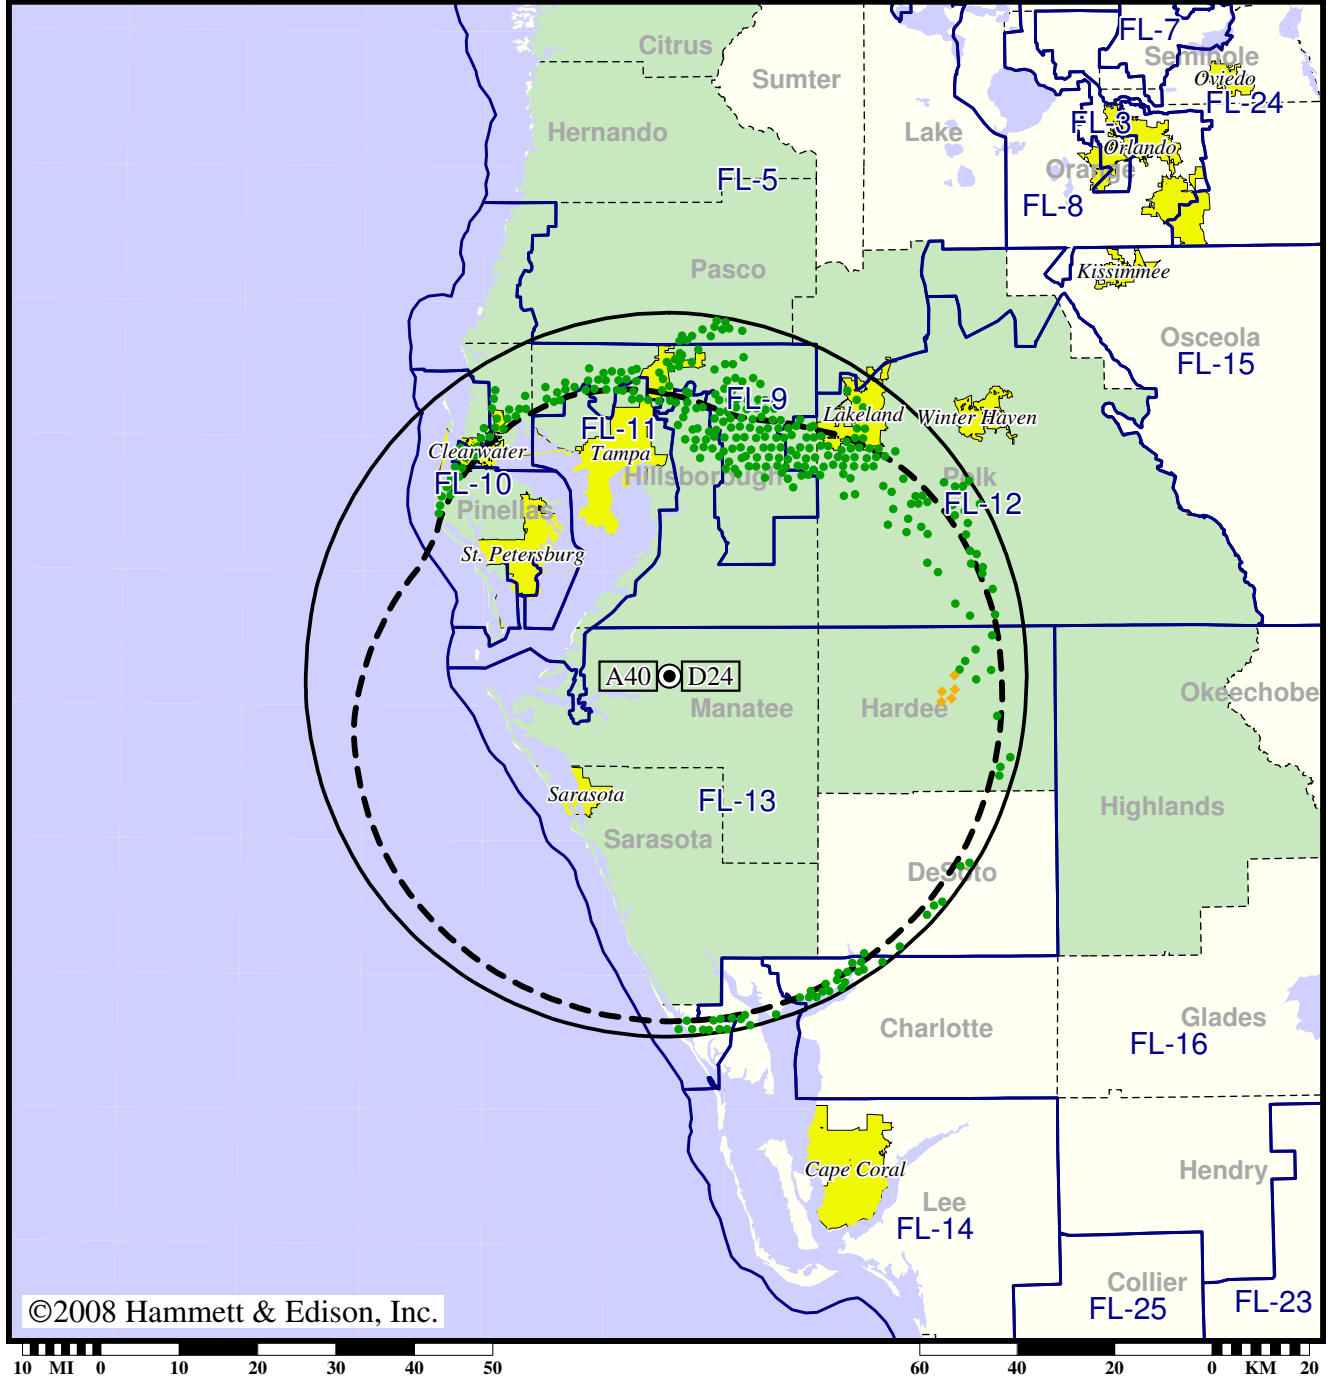 FL-7
Citrus
Seminole
Sumter
Oviedo
FL-24
FL-3
Hernando
Lake
Orlando
Orange
FL-5
FL-8
Pasco
Kissimmee
Osceola
FL-15
FL-9
Lakeland
Winter Haven
FL-11
Clearwater
Tampa
Hillsborough
Polk
FL-10
FL-12
Pinellas
St. Petersburg
A40 D24
Okeechobe
Manatee
Hardee
Sarasota
FL-13
Highlands
Sarasota
DeSoto
Glades
Charlotte
FL-16
Cape Coral
Hendry
Lee
FL-14
Collier
FL-25
FL-23
©2008 Hammett & Edison, Inc.
10 MI 0 10 20 30 40 50 60 40 20 0 KM 20